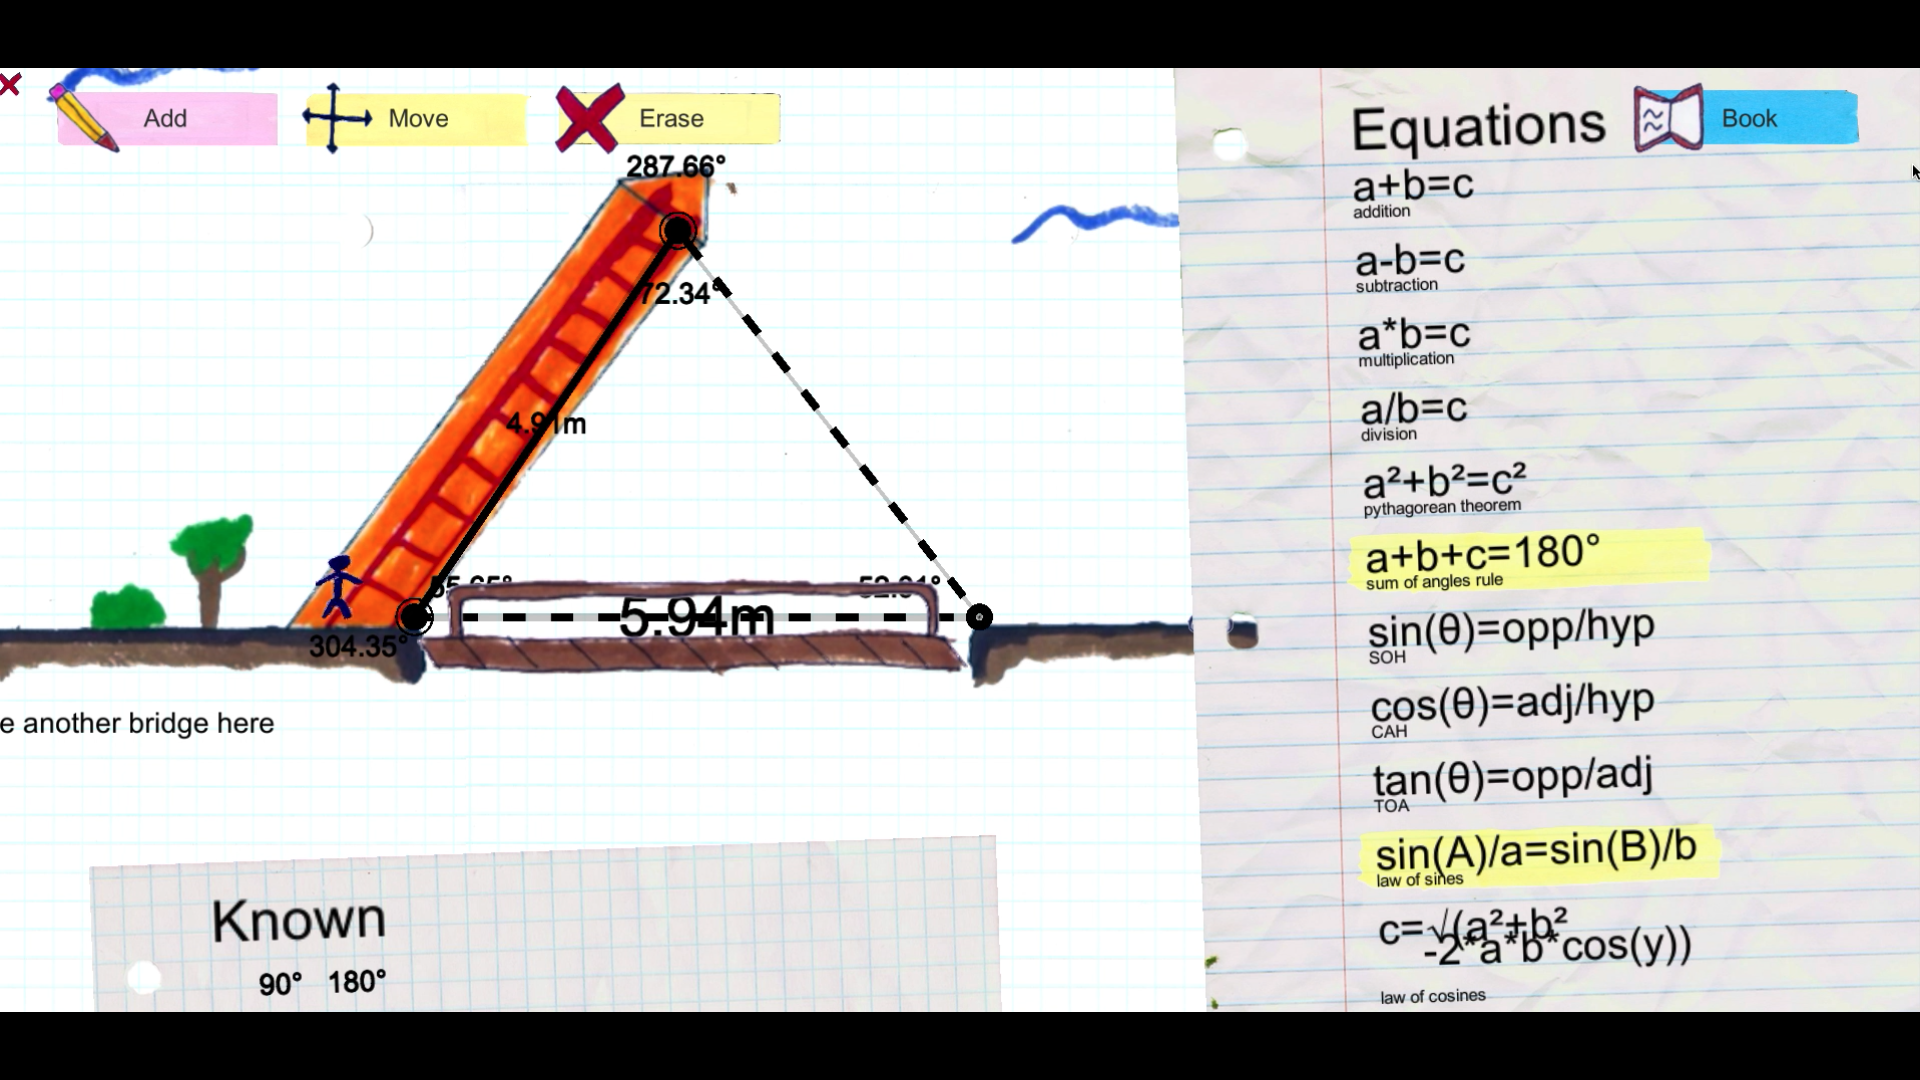 Add
Move
Erase
287.66°
72.34°
4.91m
5.94m
304.35°
e another bridge here
Known
90° 180°
Equations
Book
a+b=c
addition
a-b=c
subtraction
a*b=c
multiplication
a/b=c
division
a²+b²=c²
pythagorean theorem
a+b+c=180°
sum of angles rule
sin(θ)=opp/hyp
SOH
cos(θ)=adj/hyp
CAH
tan(θ)=opp/adj
TOA
sin(A)/a=sin(B)/b
law of sines
c=√(a²+b²
-2*a*b*cos(y))
law of cosines